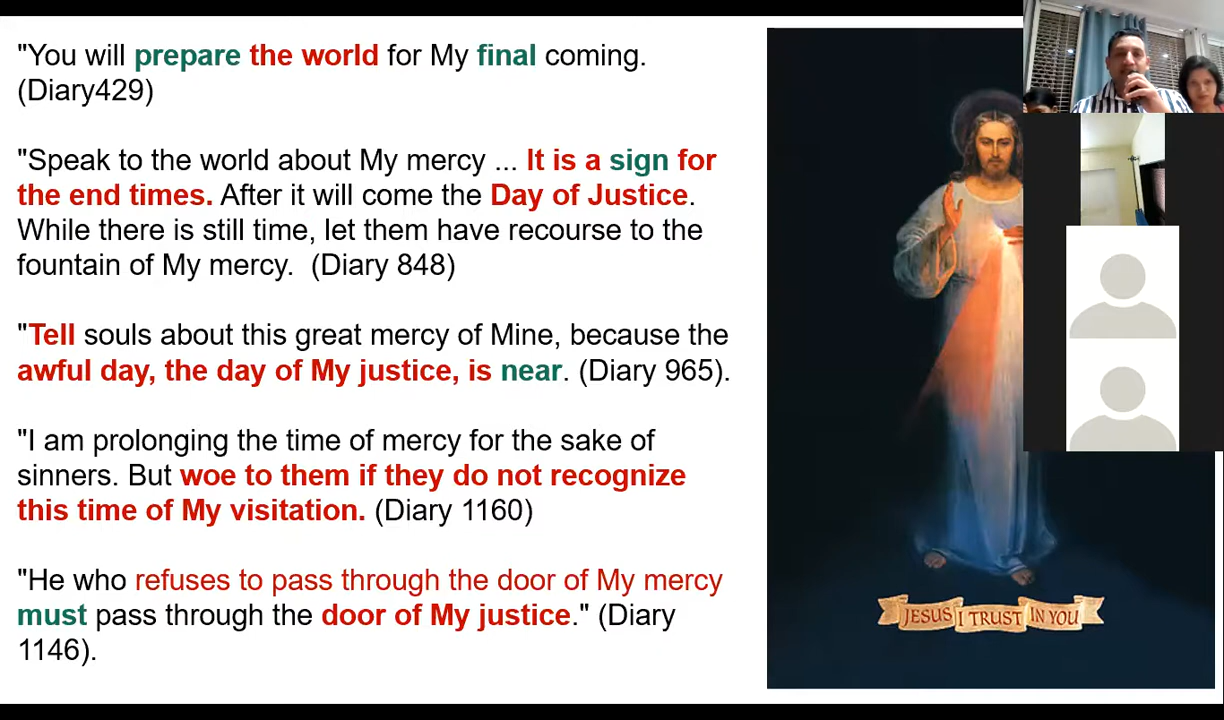 "You will prepare the world for My final coming.
(Diary429)
"Speak to the world about My mercy ... It is a sign for
the end times. After it will come the Day of Justice.
While there is still time, let them have recourse to the
fountain of My mercy.  (Diary 848)
"Tell souls about this great mercy of Mine, because the
awful day, the day of My justice, is near. (Diary 965).
"I am prolonging the time of mercy for the sake of
sinners. But woe to them if they do not recognize
this time of My visitation. (Diary 1160)
"He who refuses to pass through the door of My mercy
must pass through the door of My justice." (Diary
1146).
JESUS I TRUST IN YOU